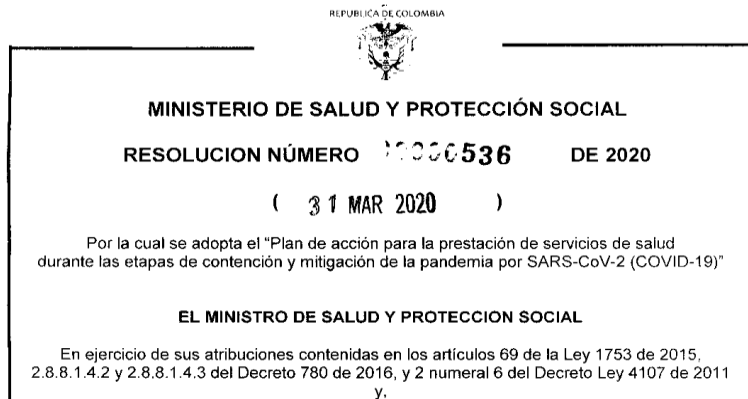 REPUBLICA DE COLOMBIA
MINISTERIO DE SALUD Y PROTECCIÓN SOCIAL
RESOLUCION NÚMERO 536 DE 2020
( 31 MAR 2020 )
Por la cual se adopta el “Plan de acción para la prestación de servicios de salud
durante las etapas de contención y mitigación de la pandemia por SARS-CoV-2 (COVID-19)”
EL MINISTRO DE SALUD Y PROTECCION SOCIAL
En ejercicio de sus atribuciones contenidas en los artículos 69 de la Ley 1753 de 2015,
2.8.8.1.4.2 y 2.8.8.1.4.3 del Decreto 780 de 2016, y 2 numeral 6 del Decreto Ley 4107 de 2011
y,